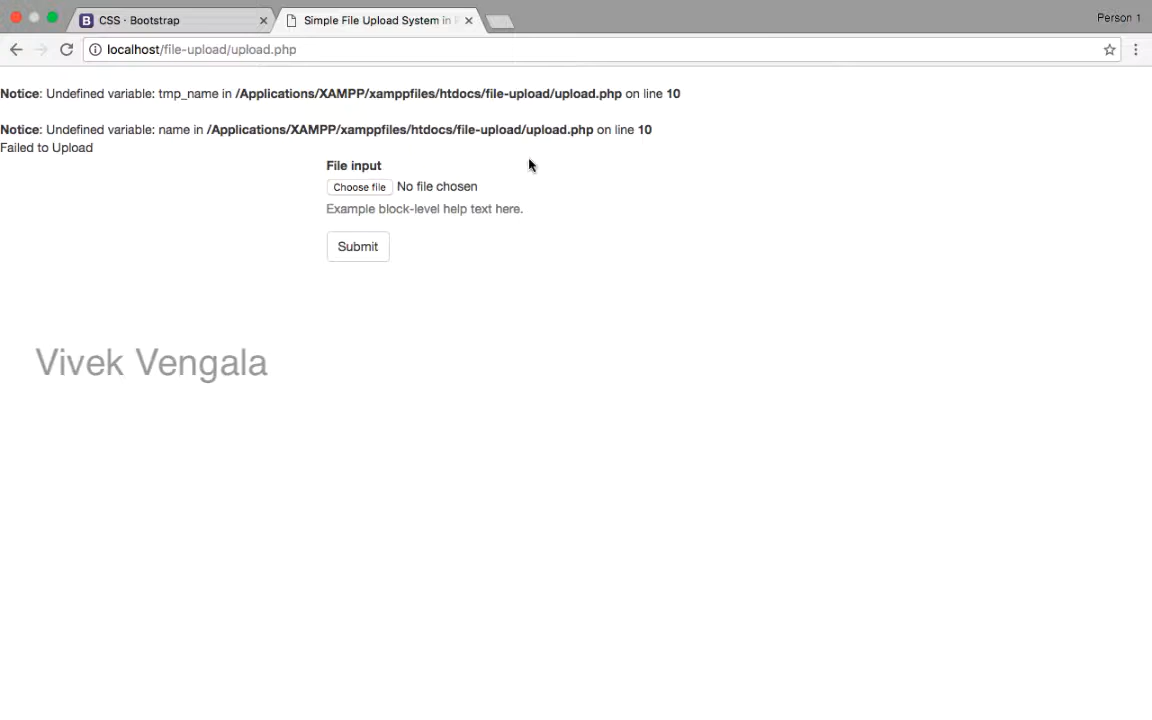 CSS · Bootstrap
Simple File Upload System in
Person 1
localhost/file-upload/upload.php
Notice: Undefined variable: tmp_name in /Applications/XAMPP/xamppfiles/htdocs/file-upload/upload.php on line 10
Notice: Undefined variable: name in /Applications/XAMPP/xamppfiles/htdocs/file-upload/upload.php on line 10
Failed to Upload
File input
Choose file No file chosen
Example block-level help text here.
Submit
Vivek Vengala